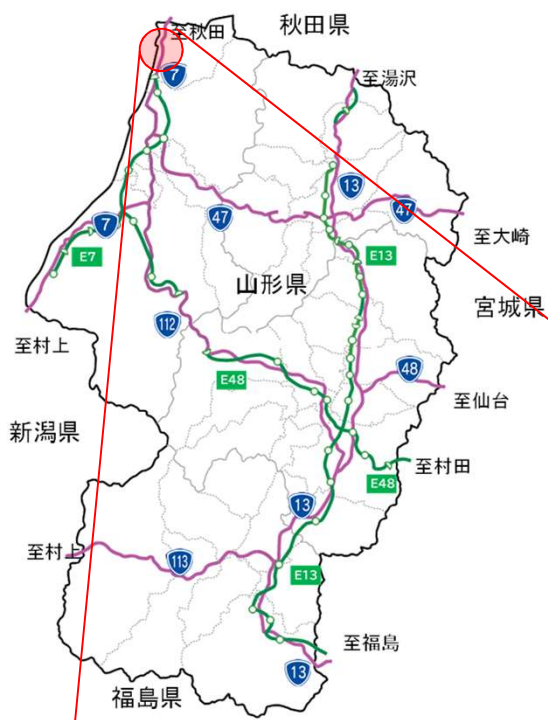 秋田県
至秋田
7
至湯沢
13
47
47
7
至大崎
E7
E13
山形県
宮城県
112
至村上
48
E48
至仙台
新潟県
至村田
E48
13
至村上
113
E13
至福島
13
福島県